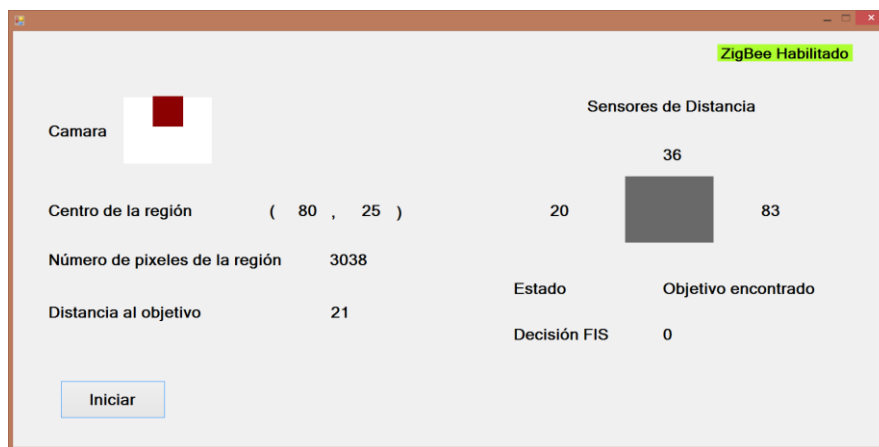 ZigBee Habilitado
Camara
Sensores de Distancia
36
20
83
Centro de la región ( 80 , 25 )
Número de pixeles de la región 3038
Distancia al objetivo 21
Estado Objetivo encontrado
Decisión FIS 0
Iniciar